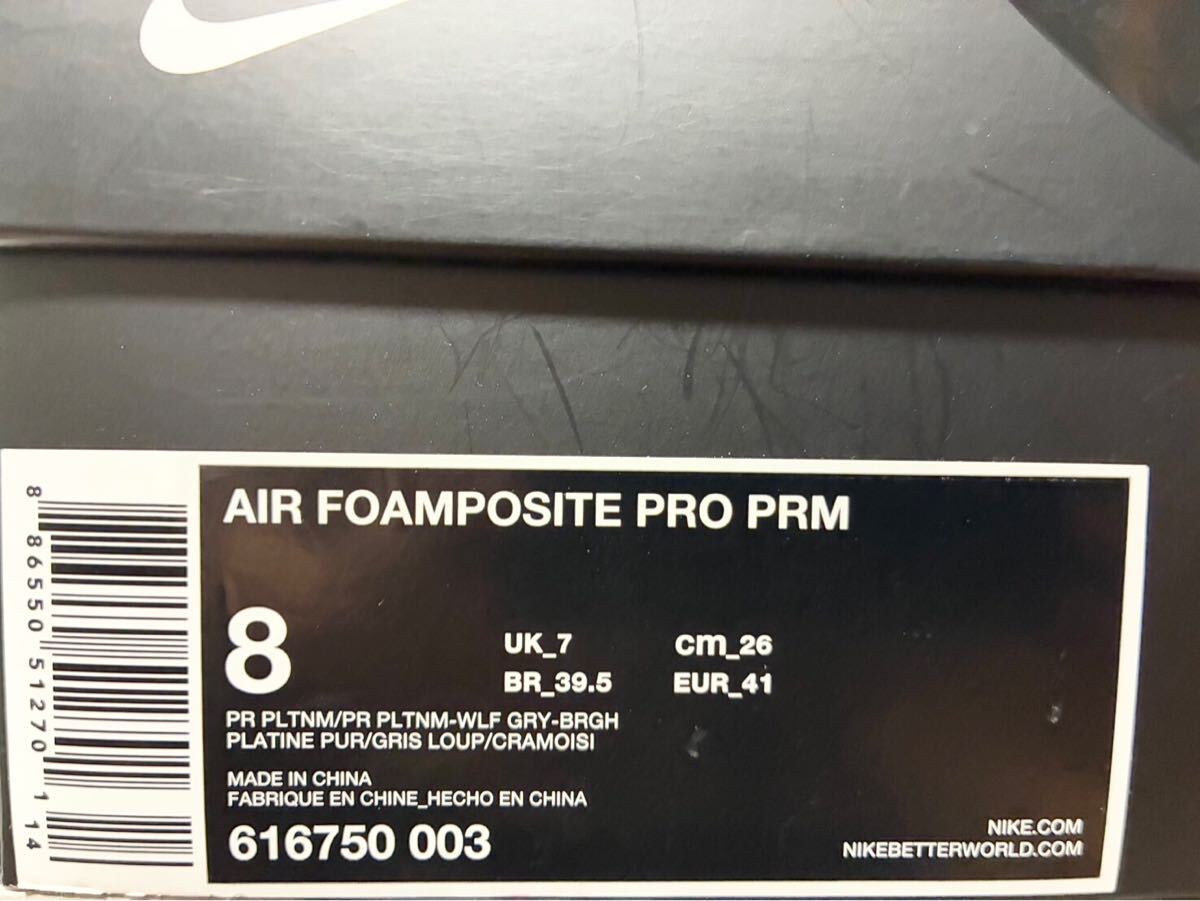 AIR FOAMPOSITE PRO PRM
8
UK_7 cm_26
BR_39.5 EUR_41
PR PLTNM/PR PLTNM-WLF GRY-BRGH
PLATINE PUR/GRIS LOUP/CRAMOISI
MADE IN CHINA
FABRIQUE EN CHINE_HECHO EN CHINA
616750 003
NIKE.COM
NIKEBETTERWORLD.COM
8 86550 51270 1 14